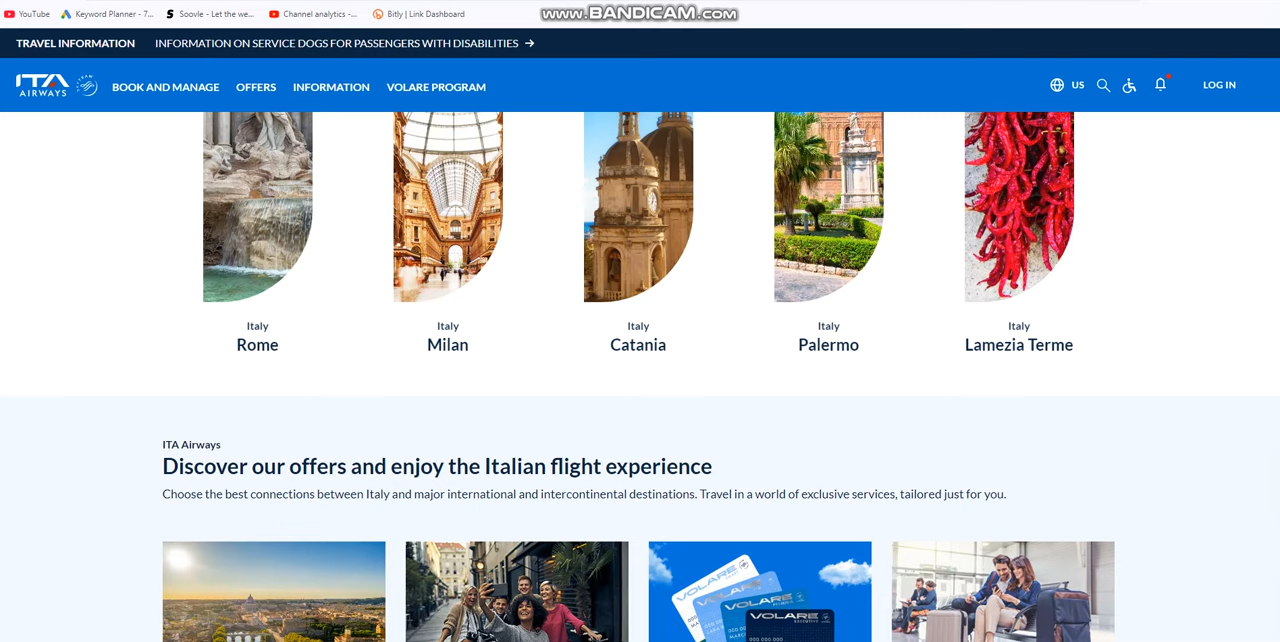 YouTube
Keyword Planner - 7...
Soovle - Let the we...
Channel analytics -...
Bitly | Link Dashboard
www.BANDICAM.com
TRAVEL INFORMATION
INFORMATION ON SERVICE DOGS FOR PASSENGERS WITH DISABILITIES
ITA
AIRWAYS
BOOK AND MANAGE
OFFERS
INFORMATION
VOLARE PROGRAM
US
LOG IN
Italy
Rome
Italy
Milan
Italy
Catania
Italy
Palermo
Italy
Lamezia Terme
ITA Airways
Discover our offers and enjoy the Italian flight experience
Choose the best connections between Italy and major international and intercontinental destinations. Travel in a world of exclusive services, tailored just for you.
VOLARE
VOLARE
VOLARE
VOLARE
EXECUTIVE